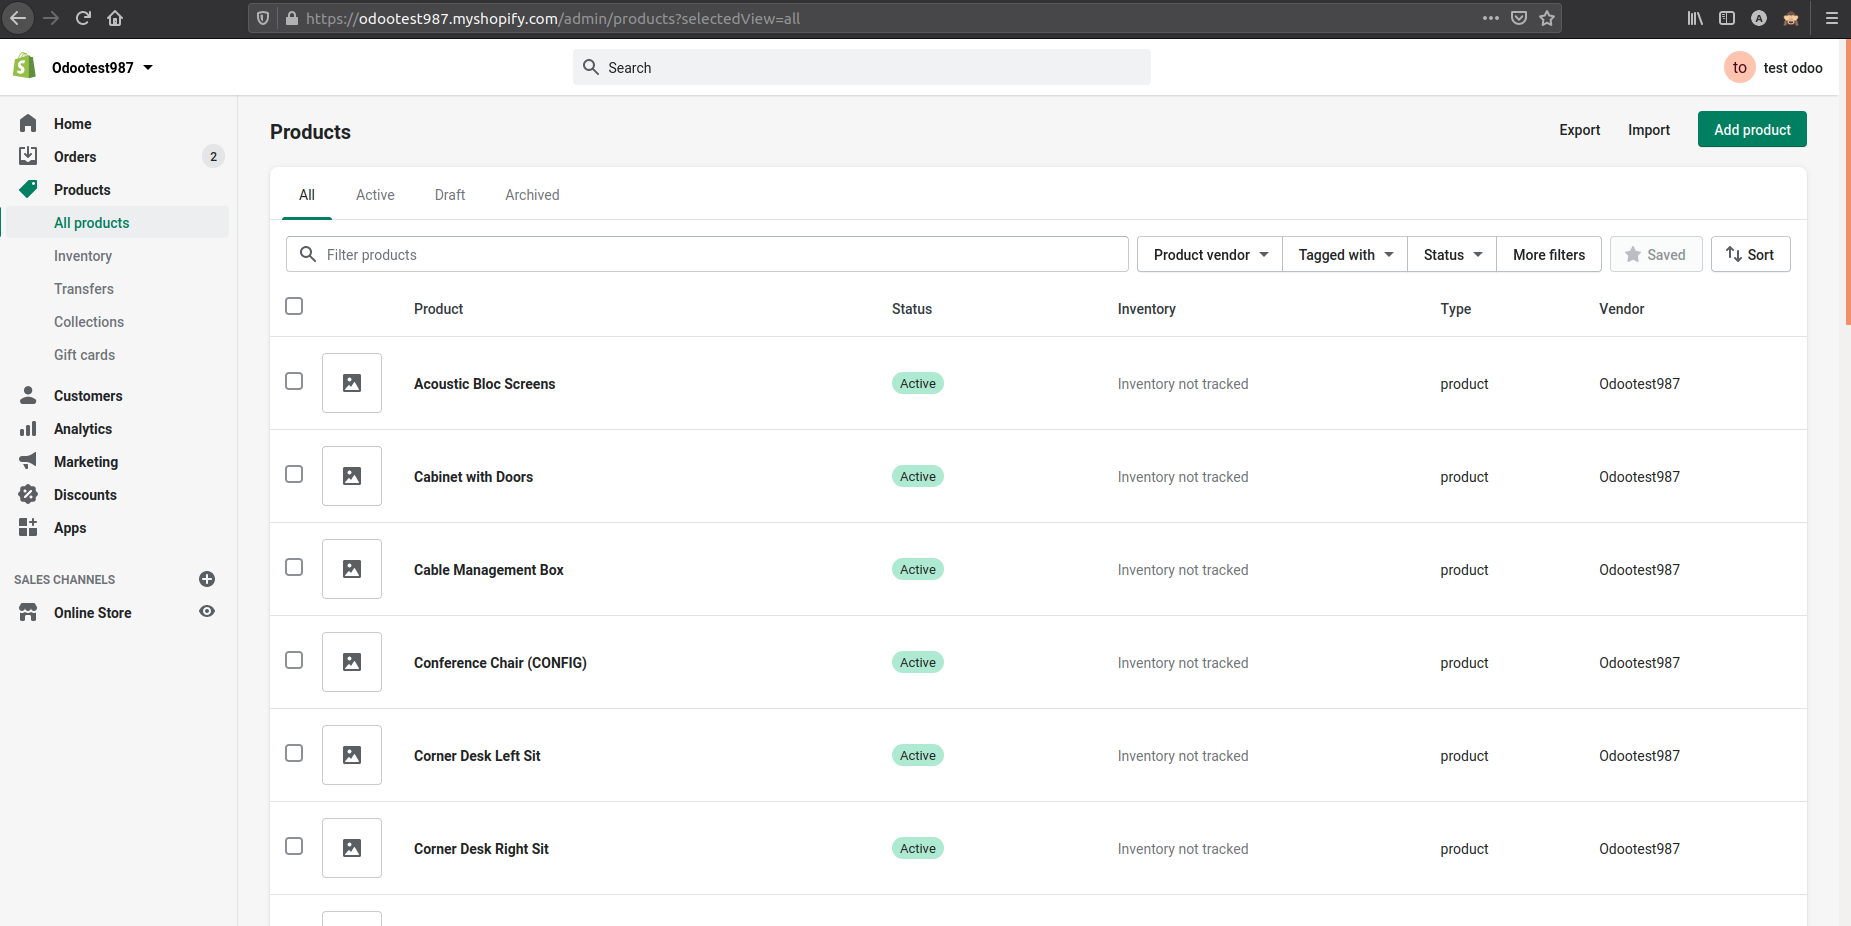 https://odootest987.myshopify.com/admin/products?selectedView=all
Odootest987
Search
to
test odoo
Home
Orders
2
Products
All products
Inventory
Transfers
Collections
Gift cards
Customers
Analytics
Marketing
Discounts
Apps
SALES CHANNELS
Online Store
Products
Export
Import
Add product
All
Active
Draft
Archived
Filter products
Product vendor
Tagged with
Status
More filters
Saved
Sort
Product Status Inventory Type Vendor
Acoustic Bloc Screens Active Inventory not tracked product Odootest987
Cabinet with Doors Active Inventory not tracked product Odootest987
Cable Management Box Active Inventory not tracked product Odootest987
Conference Chair (CONFIG) Active Inventory not tracked product Odootest987
Corner Desk Left Sit Active Inventory not tracked product Odootest987
Corner Desk Right Sit Active Inventory not tracked product Odootest987